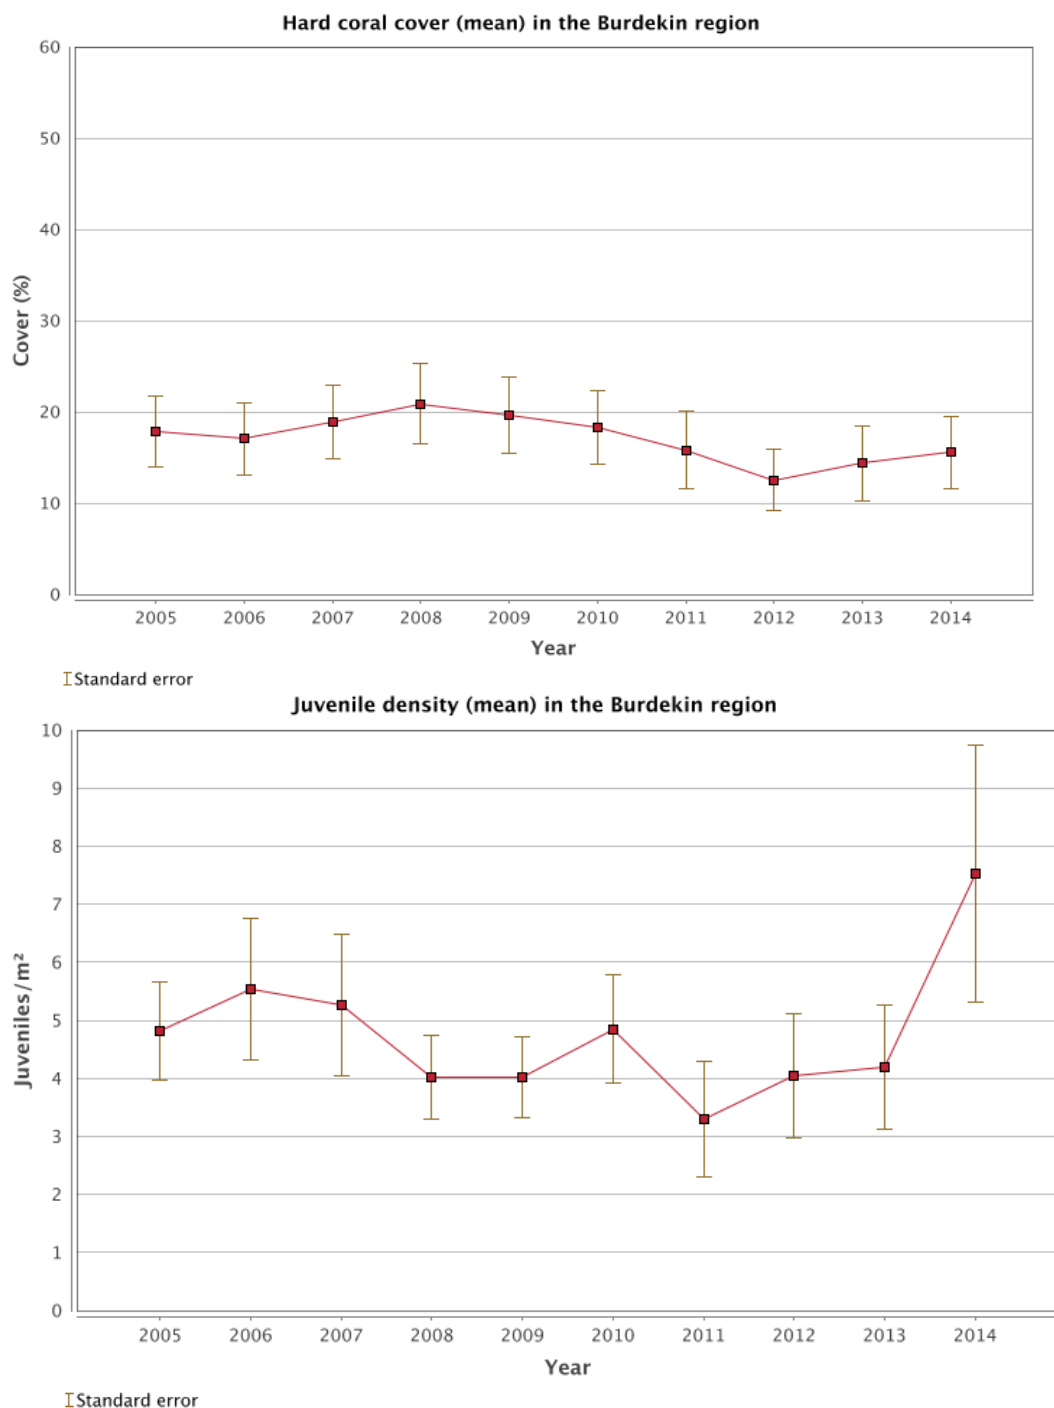 Hard coral cover (mean) in the Burdekin region
60
50
40
30
20
10
0
Cover (%)
2005 2006 2007 2008 2009 2010 2011 2012 2013 2014
Year
Standard error
Juvenile density (mean) in the Burdekin region
10
9
8
7
6
5
4
3
2
1
0
Juveniles/m²
2005 2006 2007 2008 2009 2010 2011 2012 2013 2014
Year
Standard error